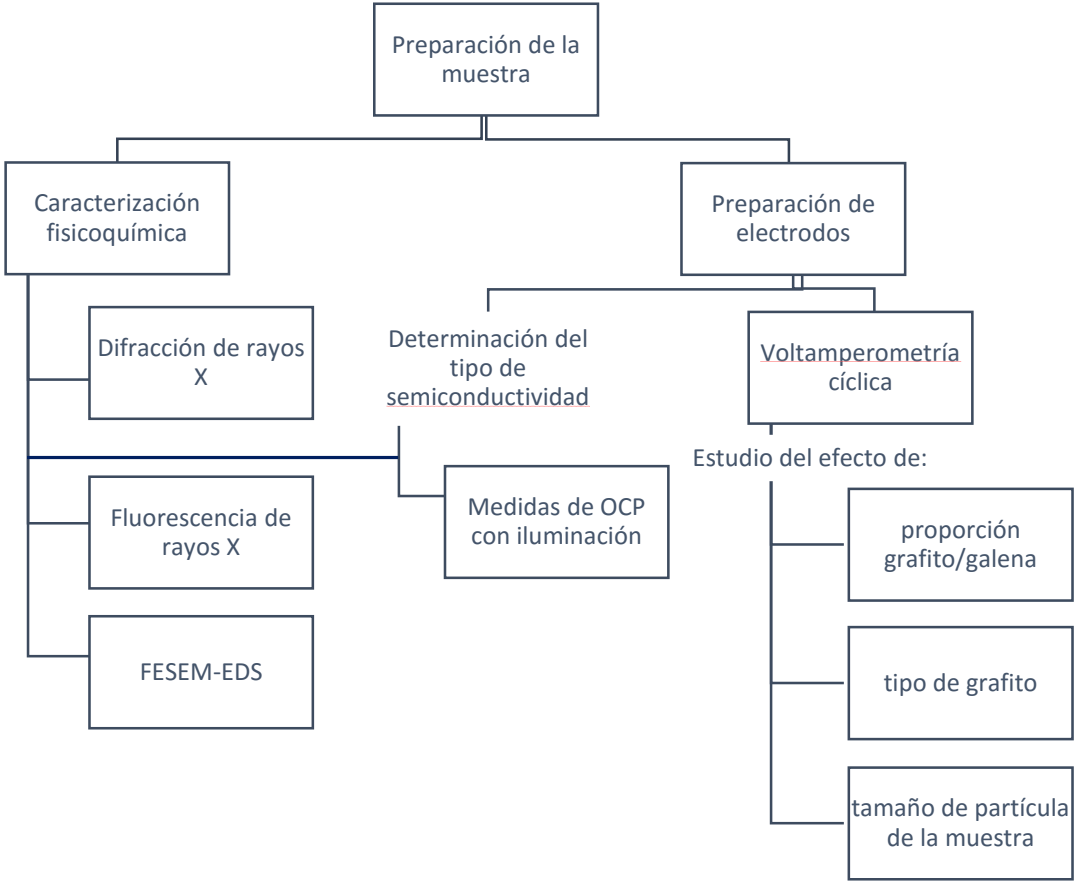 Preparación de la
muestra
Caracterización
fisicoquímica
Preparación de
electrodos
Difracción de rayos
X
Determinación del
tipo de
semiconductividad
Voltamperometría
cíclica
Estudio del efecto de:
Fluorescencia de
rayos X
Medidas de OCP
con iluminación
proporción
grafito/galena
FESEM-EDS
tipo de grafito
tamaño de partícula
de la muestra